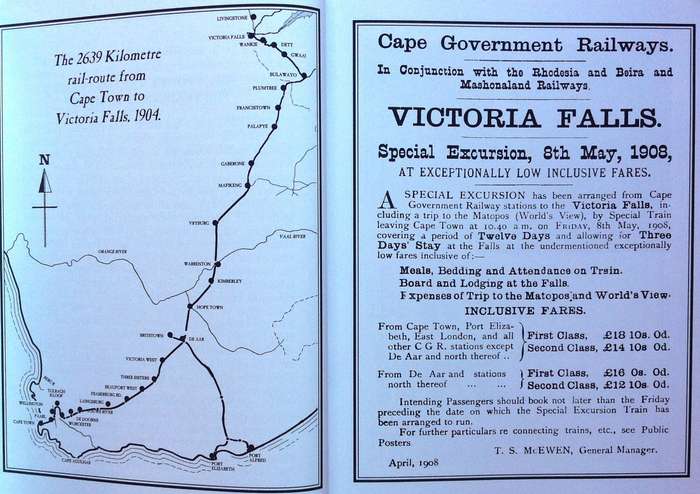 The 2639 Kilometre
rail-route from
Cape Town to
Victoria Falls, 1904.
N
LIVINGSTONE
VICTORIA FALLS
WANKIE
DETT
GWAAI
BULAWAYO
PLUMTREE
FRANCISTOWN
PALAPYE
GABERONE
MAFIKENG
VRYBURG
VAAL RIVER
ORANGE RIVER
WARRENTON
KIMBERLEY
HOPE TOWN
BRITSTOWN
DE AAR
VICTORIA WEST
THREE SISTERS
BEAUFORT WEST
FRASERBURG RD.
LAINGSBURG
TOUWS RIVER
DE DOORNS
WORCESTER
TULBAGH
KLOOF
WELLINGTON
PAARL
CAPE TOWN
CAPE AGULHAS
PORT
ELIZABETH
PORT
ALFRED
Cape Government Railways.
In Conjunction with the Rhodesia and Beira and
Mashonaland Railways.
VICTORIA FALLS.
Special Excursion, 8th May, 1908,
AT EXCEPTIONALLY LOW INCLUSIVE FARES.
A SPECIAL EXCURSION has been arranged from Cape
Government Railway stations to the Victoria Falls, in-
cluding a trip to the Matopos (World's View), by Special Train
leaving Cape Town at 10.40 a.m. on FRIDAY, 8th May, 1908,
covering a period of Twelve Days and allowing for Three
Days' Stay at the Falls at the undermentioned exceptionally
low fares inclusive of:—
Meals, Bedding and Attendance on Train.
Board and Lodging at the Falls.
Expenses of Trip to the Matopos and World's View.
INCLUSIVE FARES.
From Cape Town, Port Eliza-
beth, East London, and all
other C G R. stations except
De Aar and north thereof ..
First Class, £18 10s. 0d.
Second Class, £14 10s. 0d.
From De Aar and stations
north thereof ... ...
First Class, £16 0s. 0d.
Second Class, £12 10s. 0d.
Intending Passengers should book not later than the Friday
preceding the date on which the Special Excursion Train has
been arranged to run.
For further particulars re connecting trains, etc., see Public
Posters
T. S. McEWEN, General Manager.
April, 1908